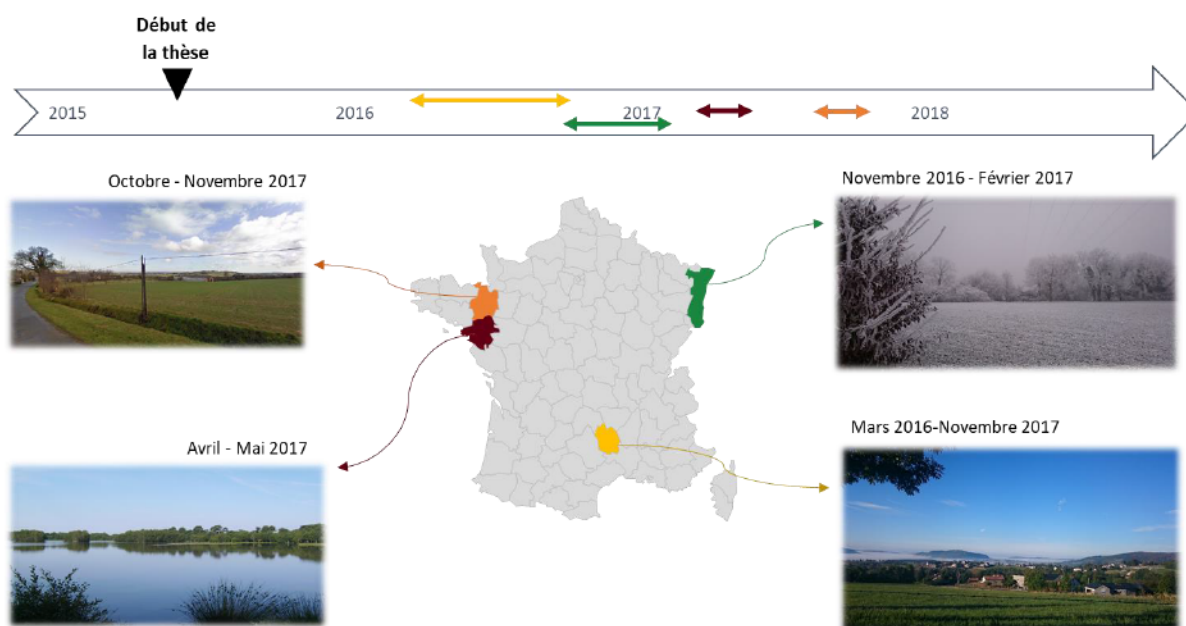 Début de
la thèse
2015
2016
2017
2018
Octobre - Novembre 2017
Novembre 2016 - Février 2017
Avril - Mai 2017
Mars 2016-Novembre 2017